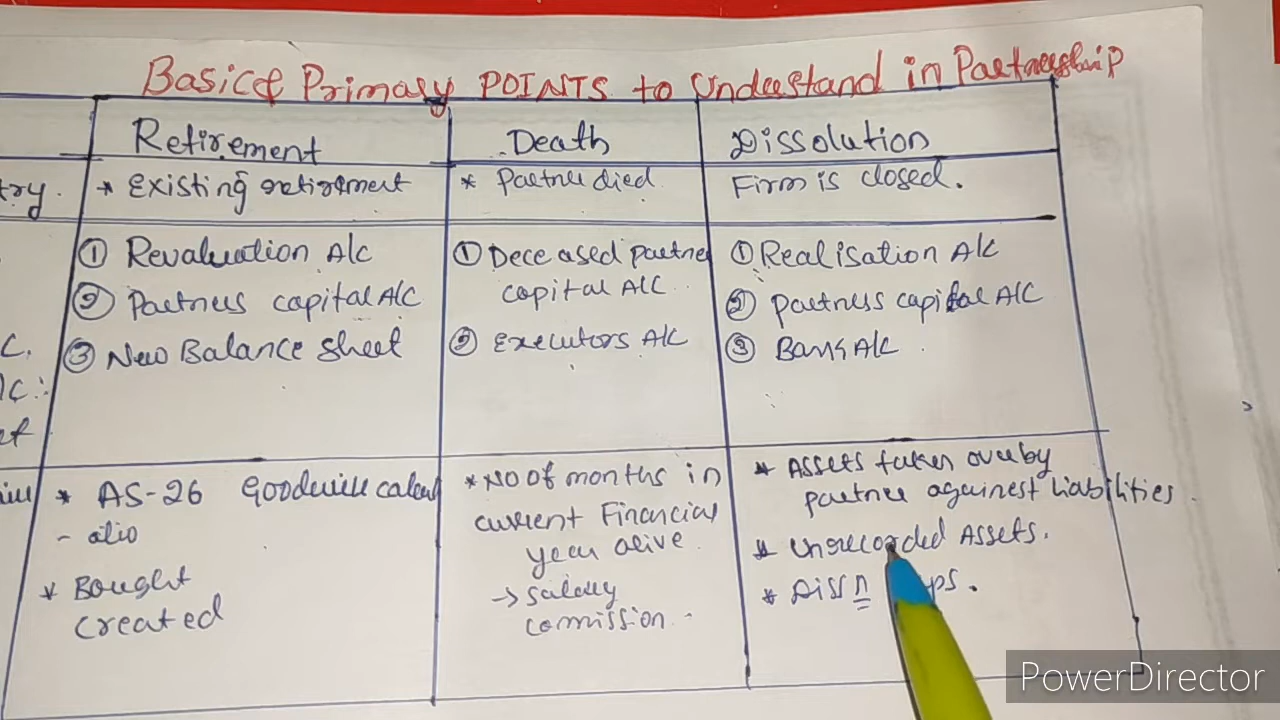 Basic & Primary POINTS to Understand in Partnership
Retirement
Death
Dissolution
try.
* Existing retirement
* Partner died
Firm is closed.
① Revaluation A/c
② Partners capital A/c
③ New Balance Sheet
① Deceased partner
capital A/c
② Executors A/c
① Realisation A/c
② partners capital A/c
③ Bank A/c
C.
et
* AS-26 Goodwill
* Bought
created
* No of months in
current Financial
year alive
→ Salary
commission
* Assets taken over by
partner against liabilities.
* Unrecorded Assets.
* Diss n
PowerDirector